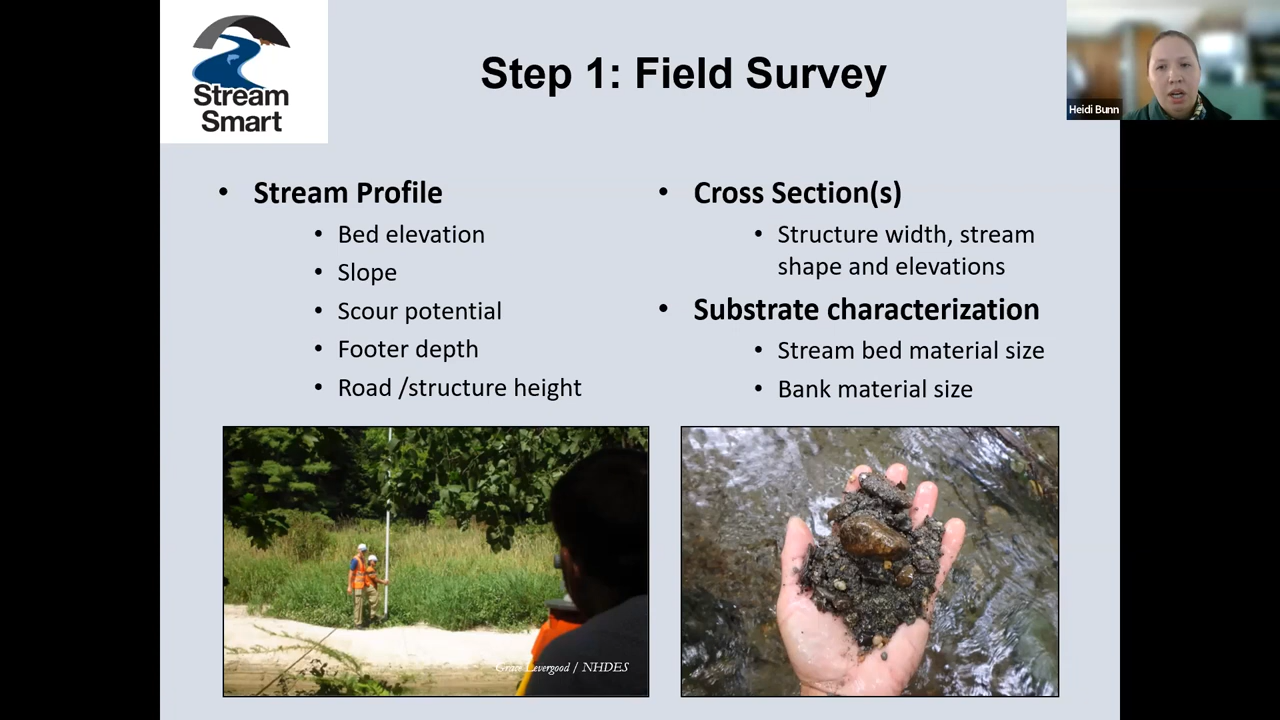 Stream
Smart
Step 1: Field Survey
Heidi Bunn
• Stream Profile
• Bed elevation
• Slope
• Scour potential
• Footer depth
• Road /structure height
• Cross Section(s)
• Structure width, stream
shape and elevations
• Substrate characterization
• Stream bed material size
• Bank material size
Grace Levergood / NHDES